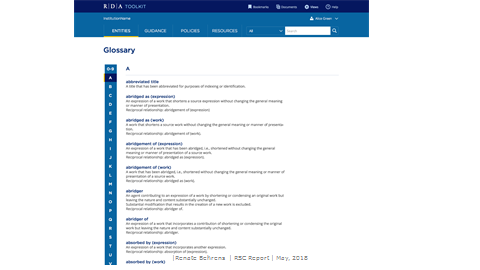 RDA TOOLKIT
Bookmarks Documents Views Help
InstitutionName Alice Green
ENTITIES GUIDANCE POLICIES RESOURCES All Search
Glossary
0-9
A
B
C
D
E
F
G
H
I
J
K
L
M
N
O
P
Q
R
S
T
U
A
abbreviated title
A title that has been abbreviated for purpose of indexing or identification.
abridged as (expression)
An expression of a work that shortens a source expression without changing the general meaning
or manner of presentation.
Reciprocal relationship: abridgement of (expression)
abridged as (work)
A work that shortens a source work without changing the general meaning or manner of presenta-
tion.
Reciprocal relationship: abridgement of (work).
abridgement of (expression)
An expression of a work that has been abridged, i.e., shortened without changing the general
meaning or manner of presentation of a source work.
Reciprocal relationship: abridged as (expression).
abridgement of (work)
A work that has been abridged, i.e., shortened without changing the general meaning or manner of
presentation of a source work.
Reciprocal relationship: abridged as (work)
abridger
An agent contributing to an expression of a work by shortening or condensing an original work but
leaving the nature and content substantially unchanged.
Substantial modification that results in the creation of a new work is excluded.
Reciprocal relationship: abridger of.
abridger of
An expression of a work that incorporates a contribution of shortening or condensing the original
work but leaving the nature and content substantially unchanged.
Reciprocal relationship: abridger.
absorbed by (expression)
An expression of a work that incorporates another expression.
Reciprocal relationship: absorption of (expression).
absorbed by (work)
Renate Behrens | RSC Report | May, 2018